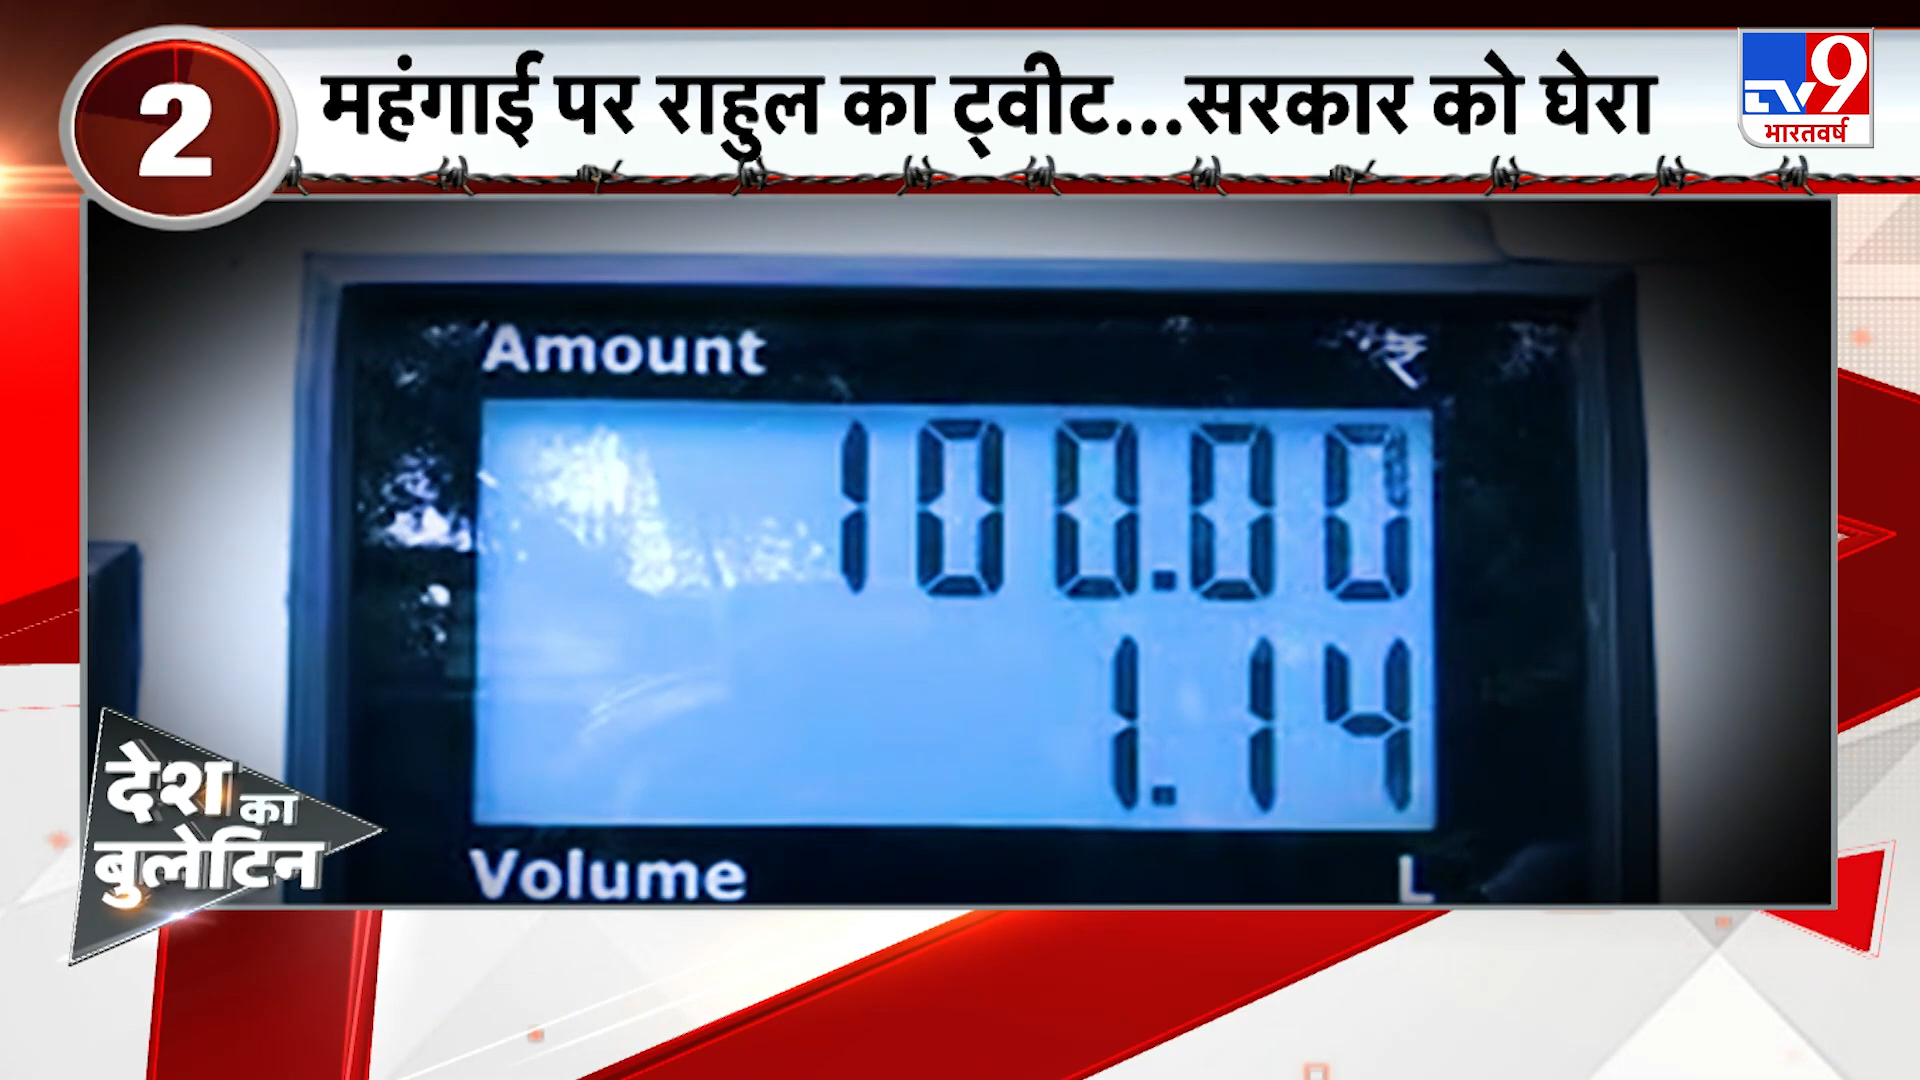 2
महंगाई पर राहुल का ट्वीट...सरकार को घेरा
TV9
भारतवर्ष
Amount ₹
100.00
1.14
Volume L
देश का
बुलेटिन